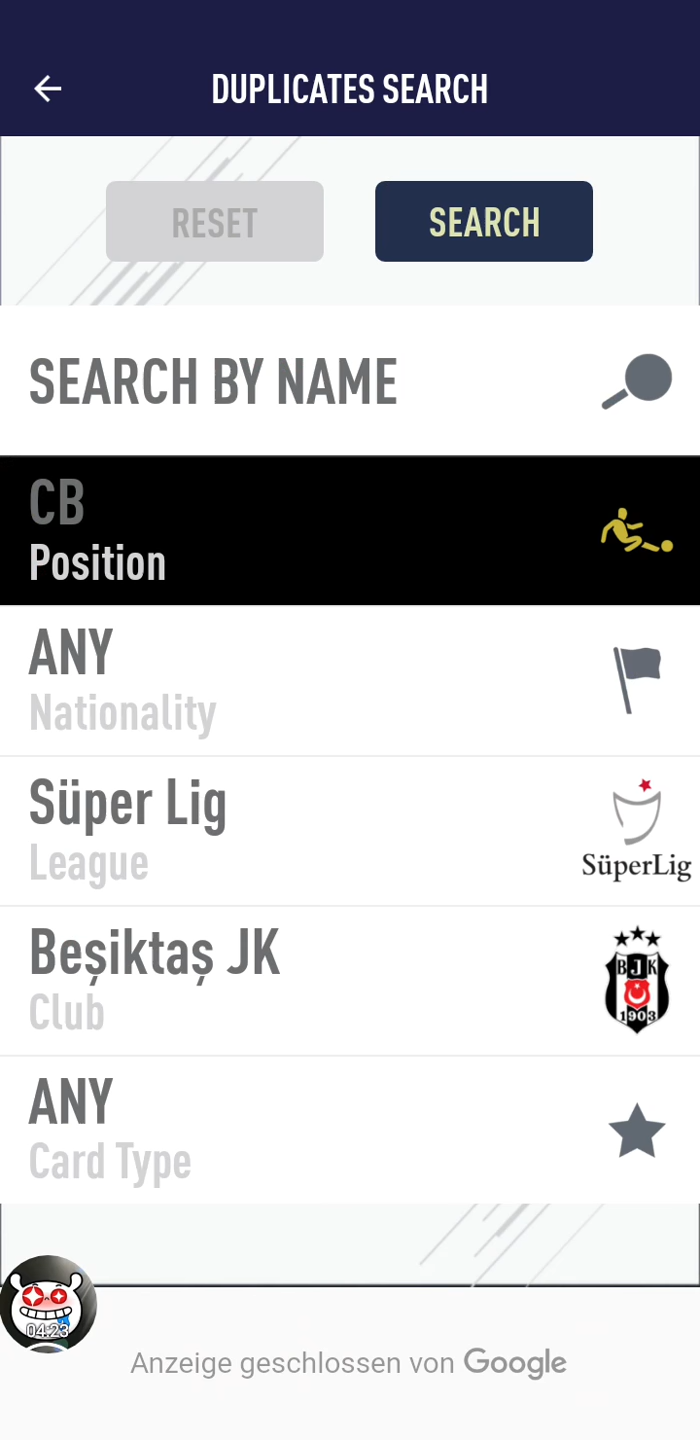 DUPLICATES SEARCH
RESET
SEARCH
SEARCH BY NAME
CB
Position
ANY
Nationality
Süper Lig
League
SüperLig
Beşiktaş JK
Club
BJK
1903
ANY
Card Type
04:23
Anzeige geschlossen von Google